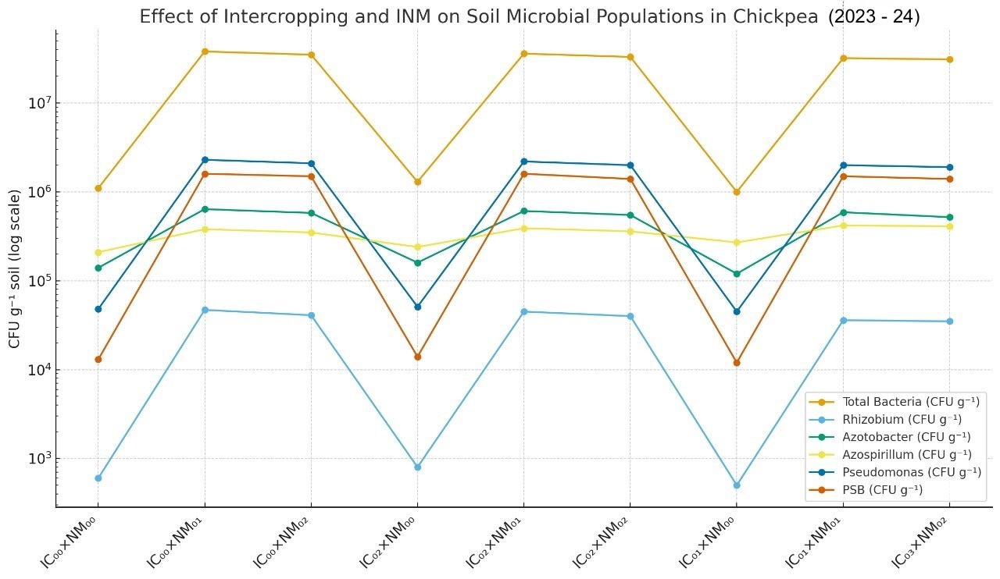 Effect of Intercropping and INM on Soil Microbial Populations in Chickpea (2023 - 24)
CFU g⁻¹ soil (log scale)
10⁷
10⁶
10⁵
10⁴
10³
Total Bacteria (CFU g⁻¹)
Rhizobium (CFU g⁻¹)
Azotobacter (CFU g⁻¹)
Azospirillum (CFU g⁻¹)
Pseudomonas (CFU g⁻¹)
PSB (CFU g⁻¹)
IC₀₀×NM₀₀
IC₀₀×NM₀₁
IC₀₀×NM₀₂
IC₀₂×NM₀₀
IC₀₂×NM₀₁
IC₀₂×NM₀₂
IC₀₁×NM₀₀
IC₀₁×NM₀₁
IC₀₃×NM₀₂